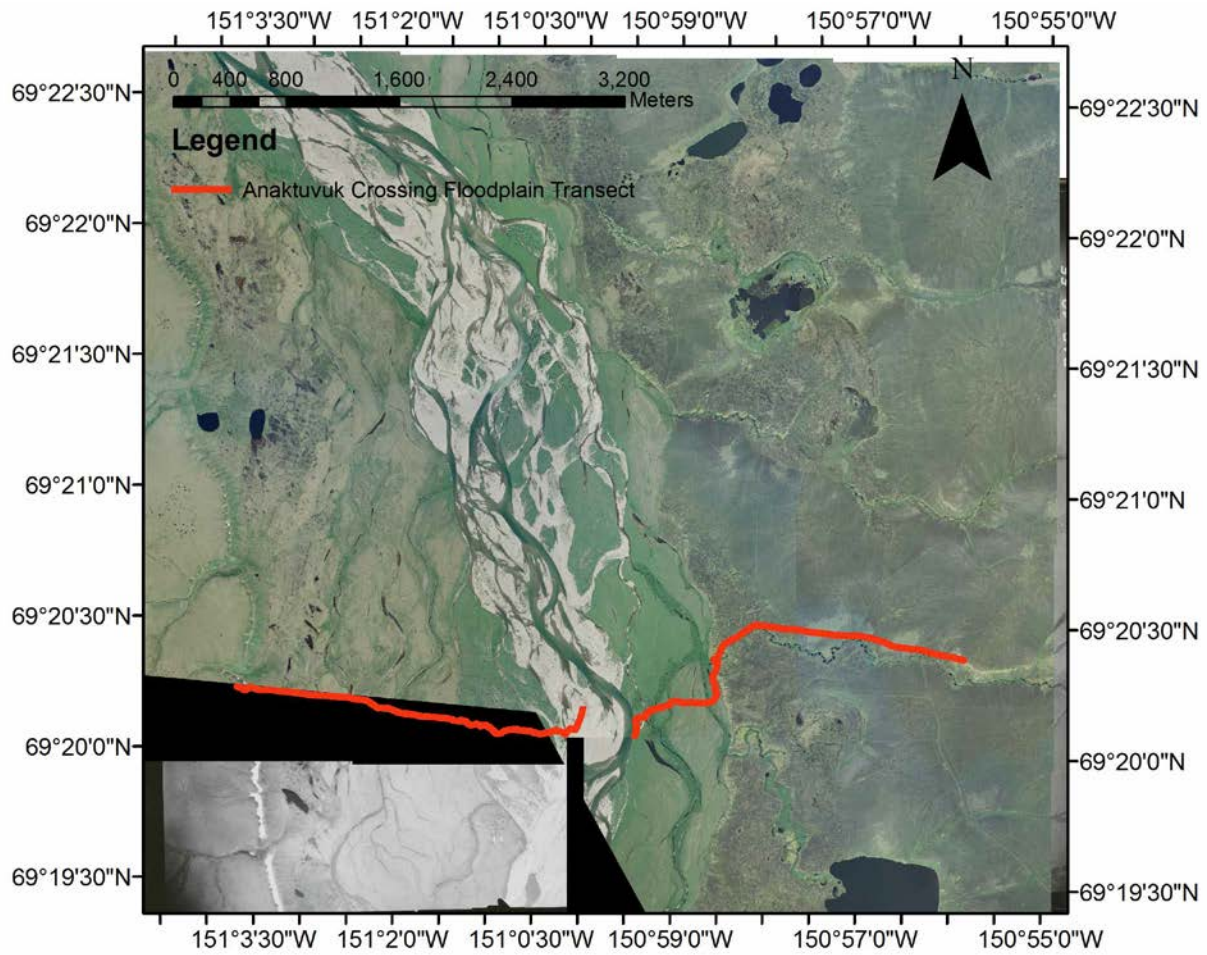 151°3'30"W 151°2'0"W 151°0'30"W 150°59'0"W 150°57'0"W 150°55'0"W
N
0 400 800 1,600 2,400 3,200
Meters
69°22'30"N 69°22'30"N
Legend
Anaktuvuk Crossing Floodplain Transect
69°22'0"N 69°22'0"N
69°21'30"N 69°21'30"N
69°21'0"N 69°21'0"N
69°20'30"N 69°20'30"N
69°20'0"N 69°20'0"N
69°19'30"N 69°19'30"N
151°3'30"W 151°2'0"W 151°0'30"W 150°59'0"W 150°57'0"W 150°55'0"W